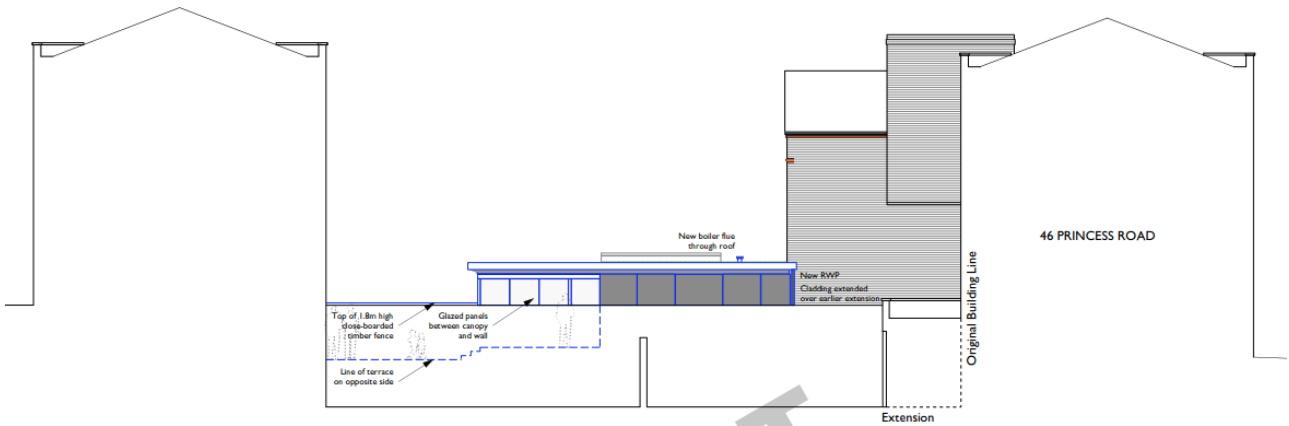 New boiler flue
through roof
46 PRINCESS ROAD
New RWP
Cladding extended
over earlier extension
Top of 1.8m high
close-boarded
timber fence
Glazed panels
between canopy
and wall
Line of terrace
on opposite side
Original Building Line
Extension